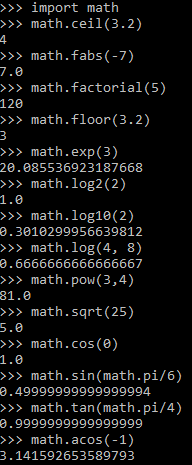 >>> import math
>>> math.ceil(3.2)
4
>>> math.fabs(-7)
7.0
>>> math.factorial(5)
120
>>> math.floor(3.2)
3
>>> math.exp(3)
20.085536923187668
>>> math.log2(2)
1.0
>>> math.log10(2)
0.3010299956639812
>>> math.log(4, 8)
0.6666666666666667
>>> math.pow(3,4)
81.0
>>> math.sqrt(25)
5.0
>>> math.cos(0)
1.0
>>> math.sin(math.pi/6)
0.49999999999999994
>>> math.tan(math.pi/4)
0.9999999999999999
>>> math.acos(-1)
3.141592653589793